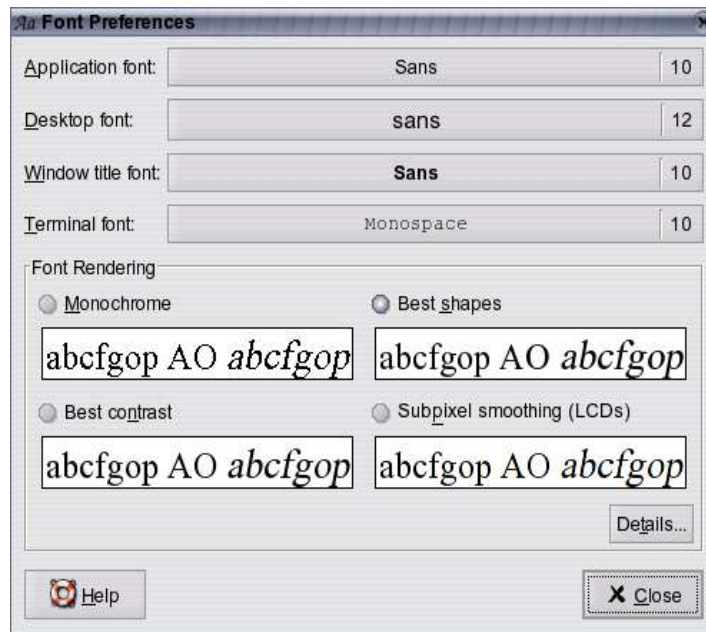 Aa Font Preferences
Application font: Sans 10
Desktop font: sans 12
Window title font: Sans 10
Terminal font: Monospace 10
Font Rendering
Monochrome
Best shapes
abcfgop AO abcfgop
abcfgop AO abcfgop
Best contrast
Subpixel smoothing (LCDs)
abcfgop AO abcfgop
abcfgop AO abcfgop
Details...
Help
Close